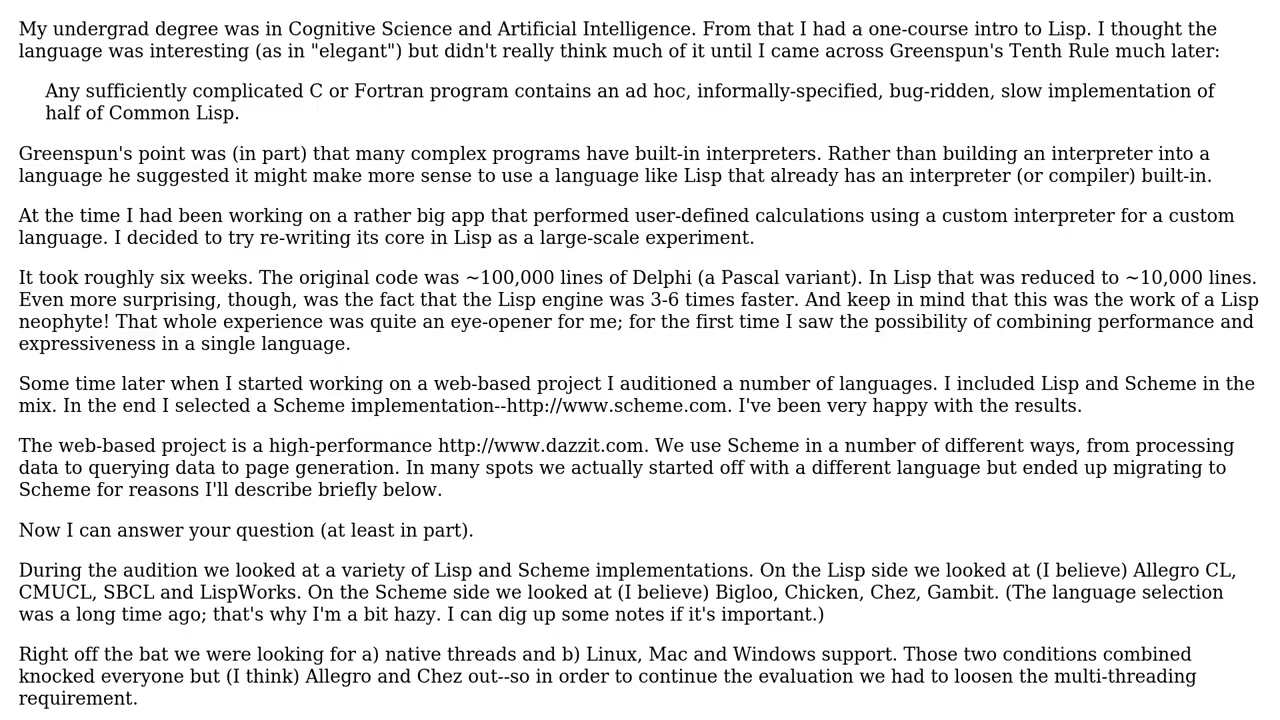 My undergrad degree was in Cognitive Science and Artificial Intelligence. From that I had a one-course intro to Lisp. I thought the
language was interesting (as in "elegant") but didn't really think much of it until I came across Greenspun's Tenth Rule much later:
Any sufficiently complicated C or Fortran program contains an ad hoc, informally-specified, bug-ridden, slow implementation of
half of Common Lisp.
Greenspun's point was (in part) that many complex programs have built-in interpreters. Rather than building an interpreter into a
language he suggested it might make more sense to use a language like Lisp that already has an interpreter (or compiler) built-in.
At the time I had been working on a rather big app that performed user-defined calculations using a custom interpreter for a custom
language. I decided to try re-writing its core in Lisp as a large-scale experiment.
It took roughly six weeks. The original code was ~100,000 lines of Delphi (a Pascal variant). In Lisp that was reduced to ~10,000 lines.
Even more surprising, though, was the fact that the Lisp engine was 3-6 times faster. And keep in mind that this was the work of a Lisp
neophyte! That whole experience was quite an eye-opener for me; for the first time I saw the possibility of combining performance and
expressiveness in a single language.
Some time later when I started working on a web-based project I auditioned a number of languages. I included Lisp and Scheme in the
mix. In the end I selected a Scheme implementation--http://www.scheme.com. I've been very happy with the results.
The web-based project is a high-performance http://www.dazzit.com. We use Scheme in a number of different ways, from processing
data to querying data to page generation. In many spots we actually started off with a different language but ended up migrating to
Scheme for reasons I'll describe briefly below.
Now I can answer your question (at least in part).
During the audition we looked at a variety of Lisp and Scheme implementations. On the Lisp side we looked at (I believe) Allegro CL,
CMUCL, SBCL and LispWorks. On the Scheme side we looked at (I believe) Bigloo, Chicken, Chez, Gambit. (The language selection
was a long time ago; that's why I'm a bit hazy. I can dig up some notes if it's important.)
Right off the bat we were looking for a) native threads and b) Linux, Mac and Windows support. Those two conditions combined
knocked everyone but (I think) Allegro and Chez out--so in order to continue the evaluation we had to loosen the multi-threading
requirement.